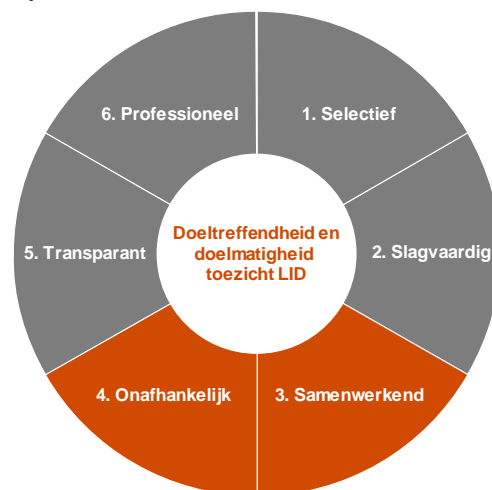 6. Professioneel
1. Selectief
5. Transparant
Doeltreffendheid en
doelmatigheid
toezicht LID
2. Slagvaardig
4. Onafhankelijk
3. Samenwerkend